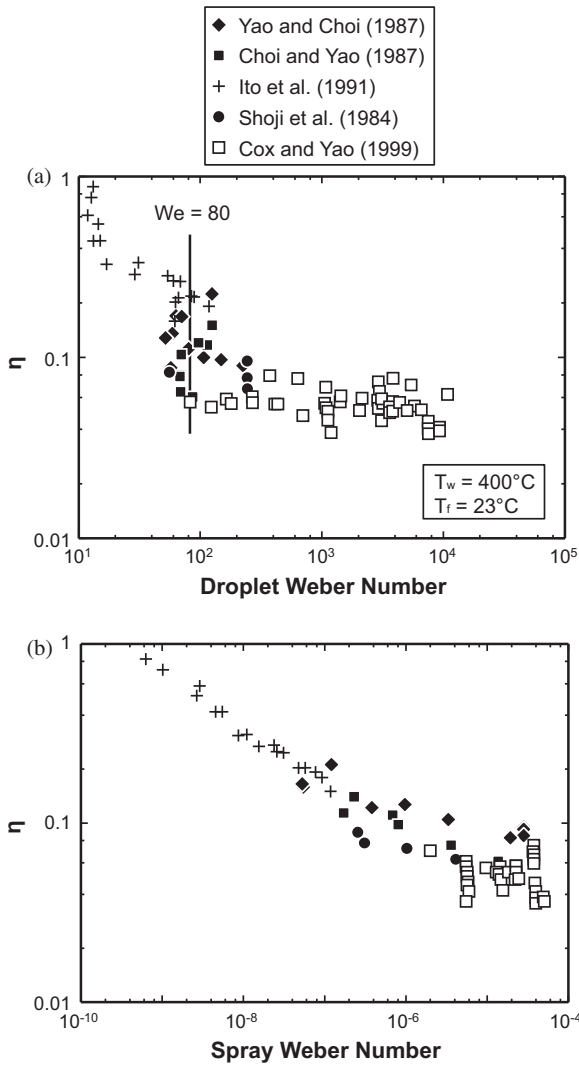 Yao and Choi (1987)
Choi and Yao (1987)
Ito et al. (1991)
Shoji et al. (1984)
Cox and Yao (1999)
(a)
1
We = 80
η
0.1
T_w = 400°C
T_f = 23°C
0.01
10¹ 10² 10³ 10⁴ 10⁵
Droplet Weber Number
(b)
1
η
0.1
0.01
10⁻¹⁰ 10⁻⁸ 10⁻⁶ 10⁻⁴
Spray Weber Number